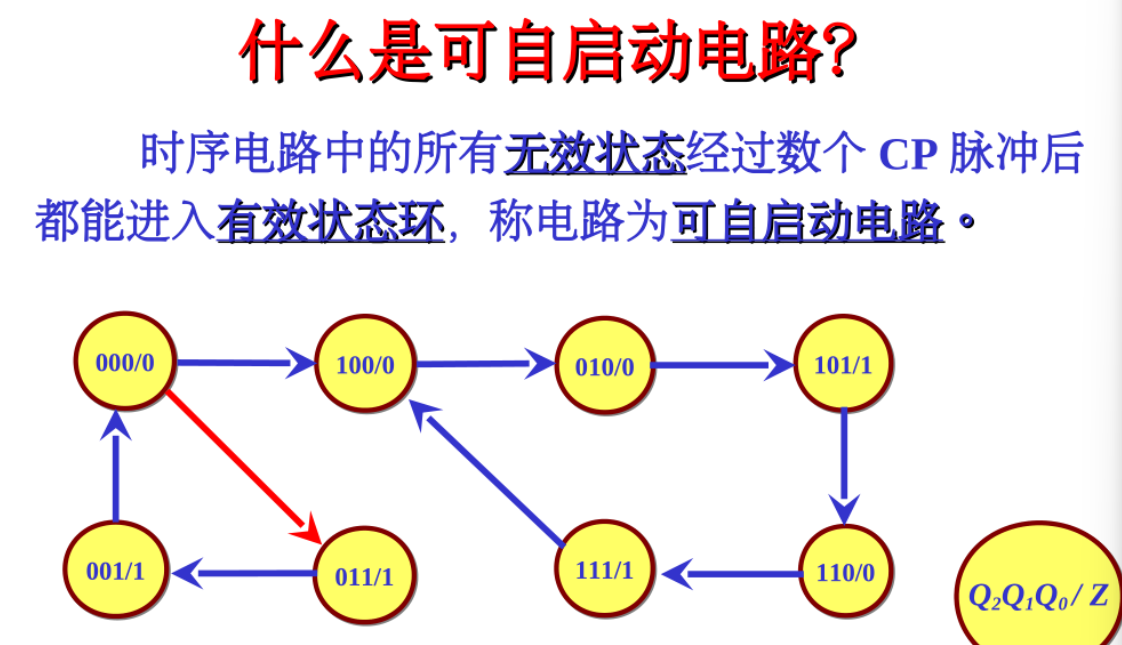 什么是可自启动电路?
时序电路中的所有无效状态经过数个 CP 脉冲后
都能进入有效状态环，称电路为可自启动电路。
000/0 100/0 010/0 101/1
001/1 011/1 111/1 110/0
Q₂Q₁Q₀ / Z